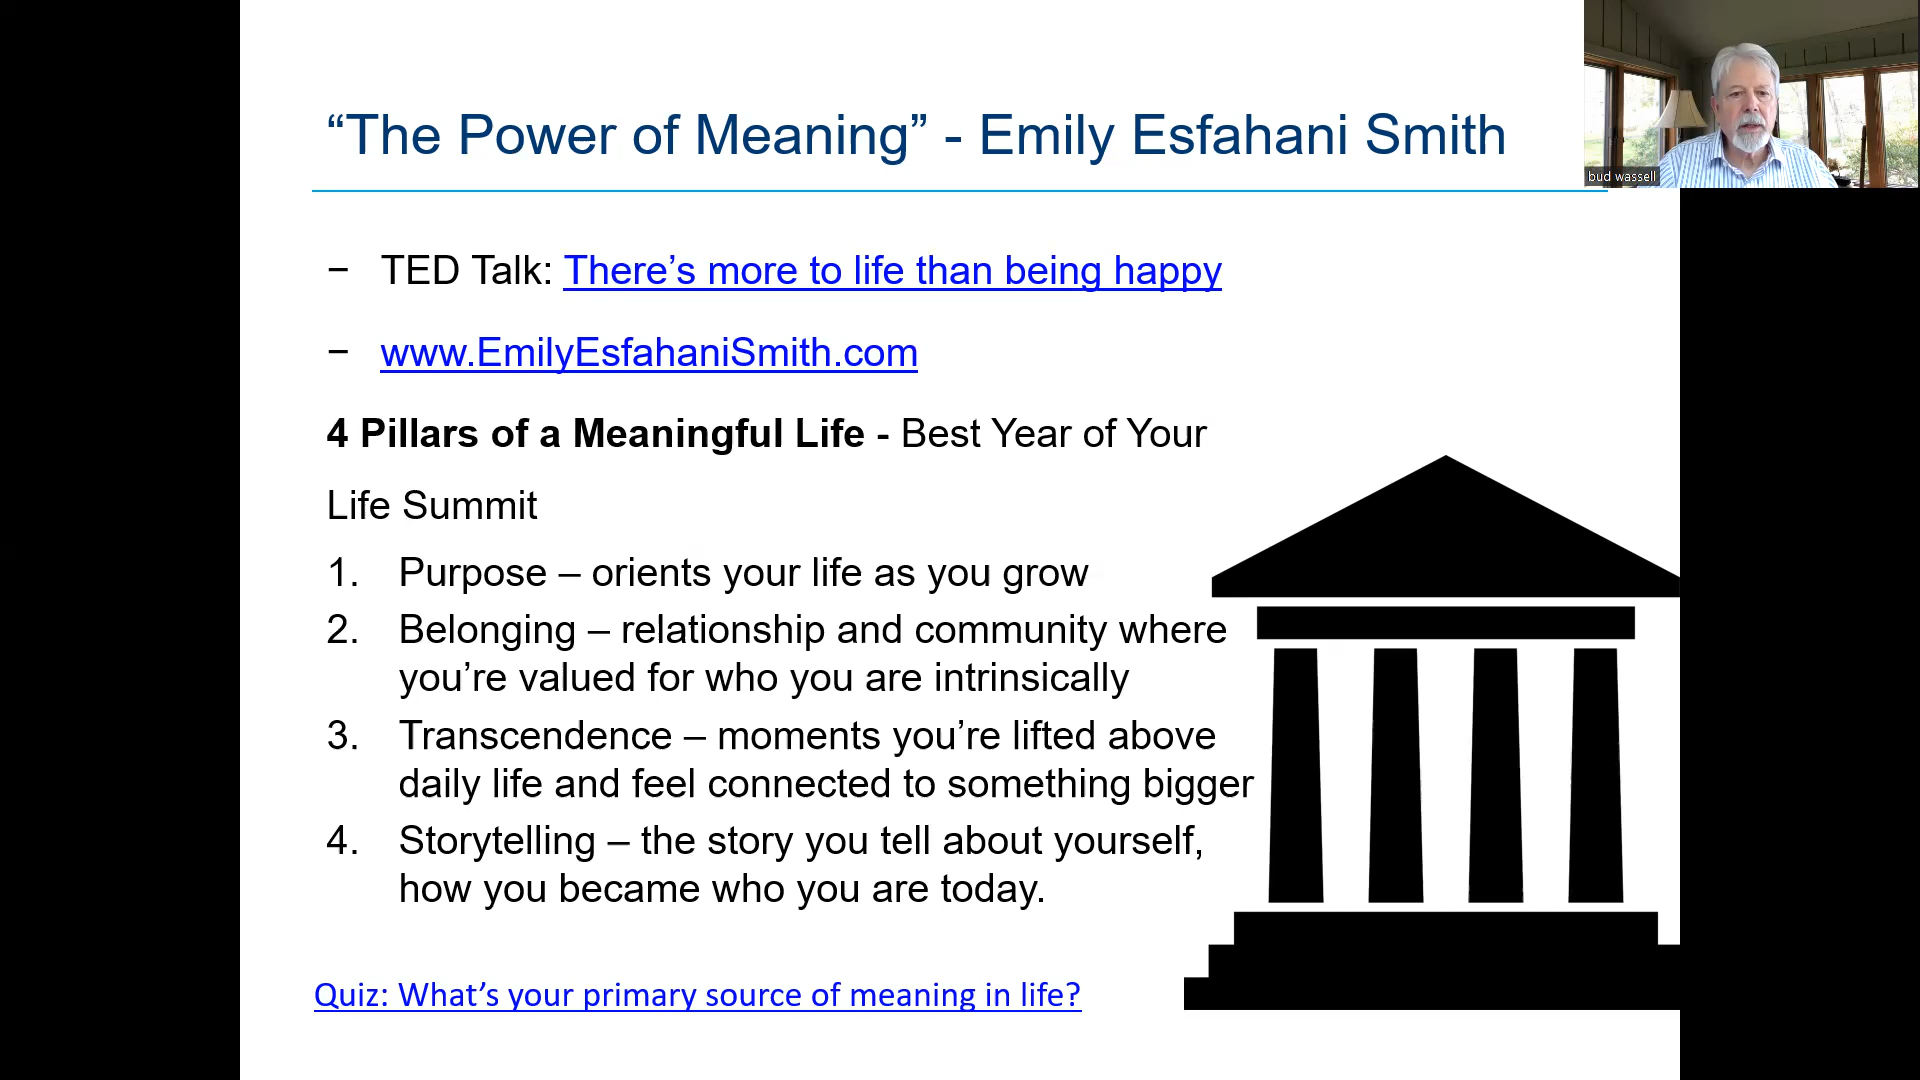 “The Power of Meaning” - Emily Esfahani Smith
bud wassell
− TED Talk: There’s more to life than being happy
− www.EmilyEsfahaniSmith.com
4 Pillars of a Meaningful Life - Best Year of Your
Life Summit
1. Purpose – orients your life as you grow
2. Belonging – relationship and community where
you’re valued for who you are intrinsically
3. Transcendence – moments you’re lifted above
daily life and feel connected to something bigger
4. Storytelling – the story you tell about yourself,
how you became who you are today.
Quiz: What’s your primary source of meaning in life?